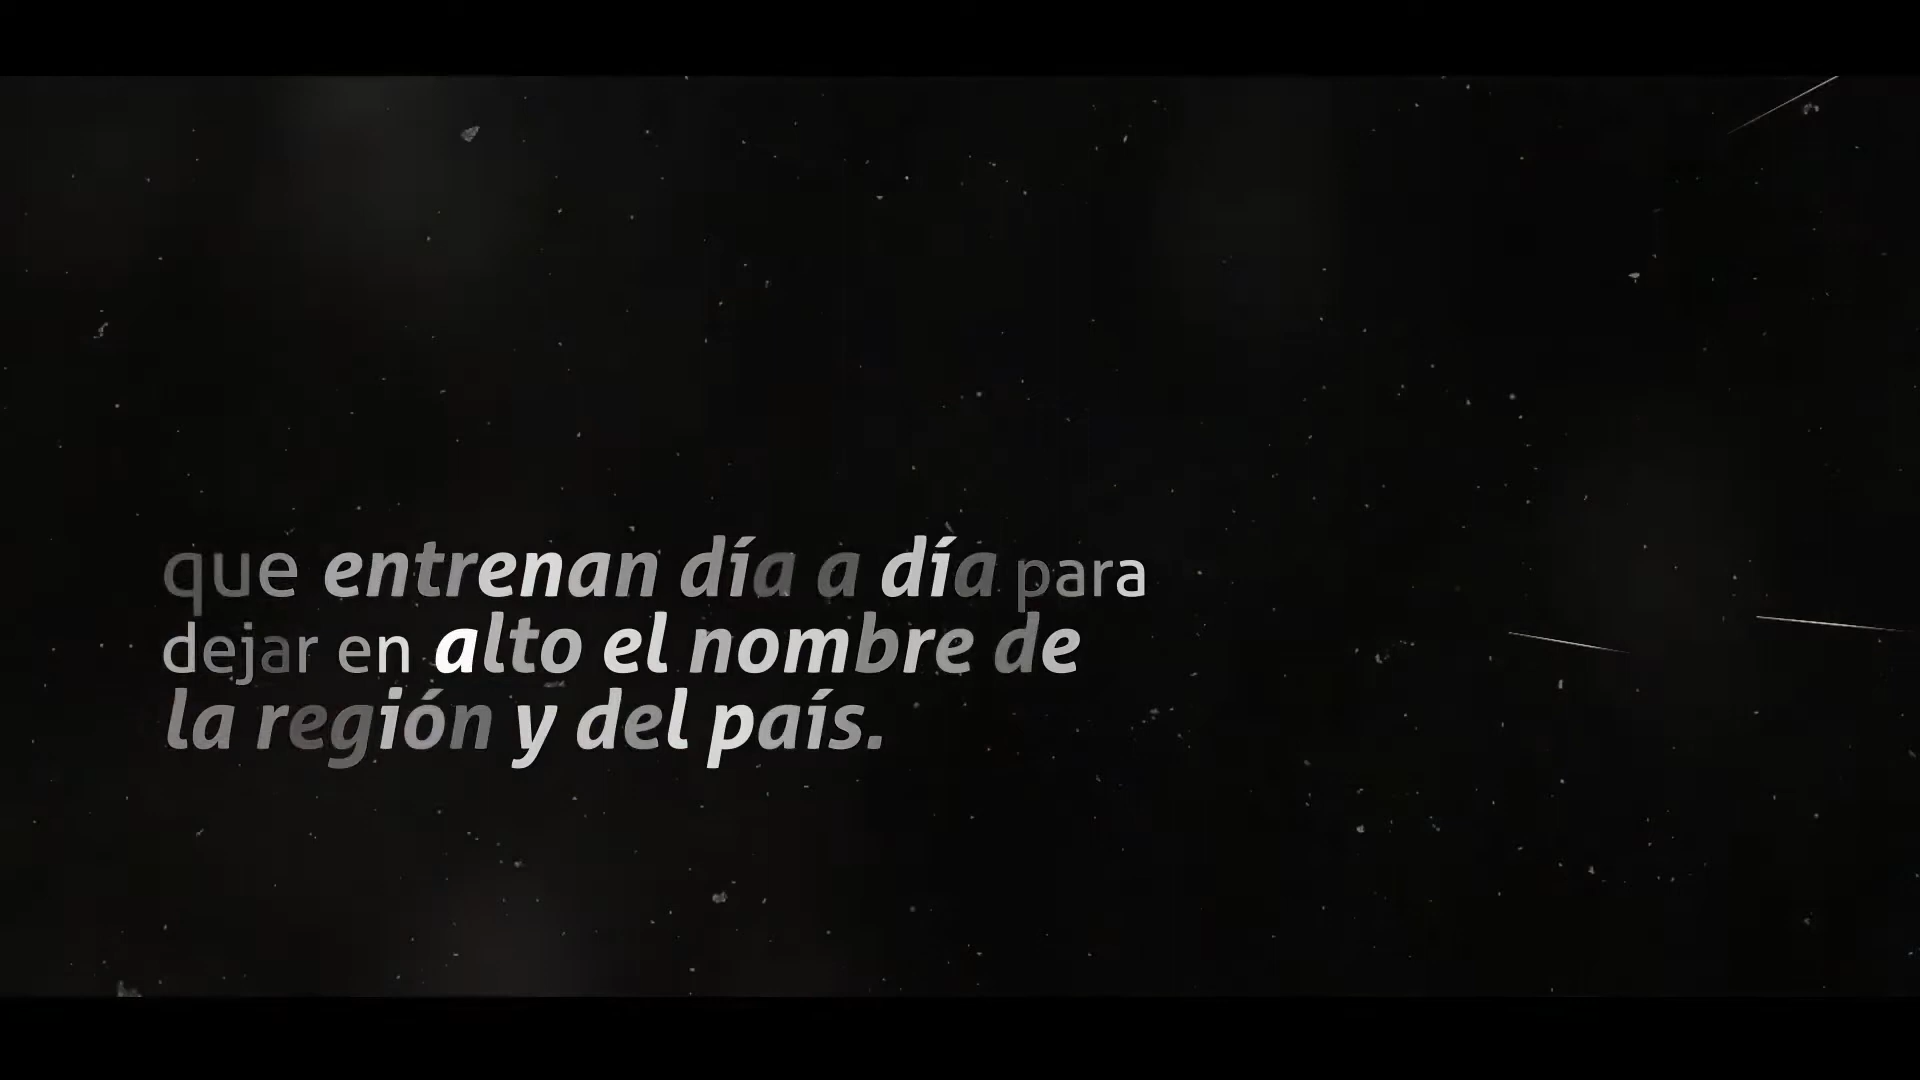 que entrenan día a día para
dejar en alto el nombre de
la región y del país.